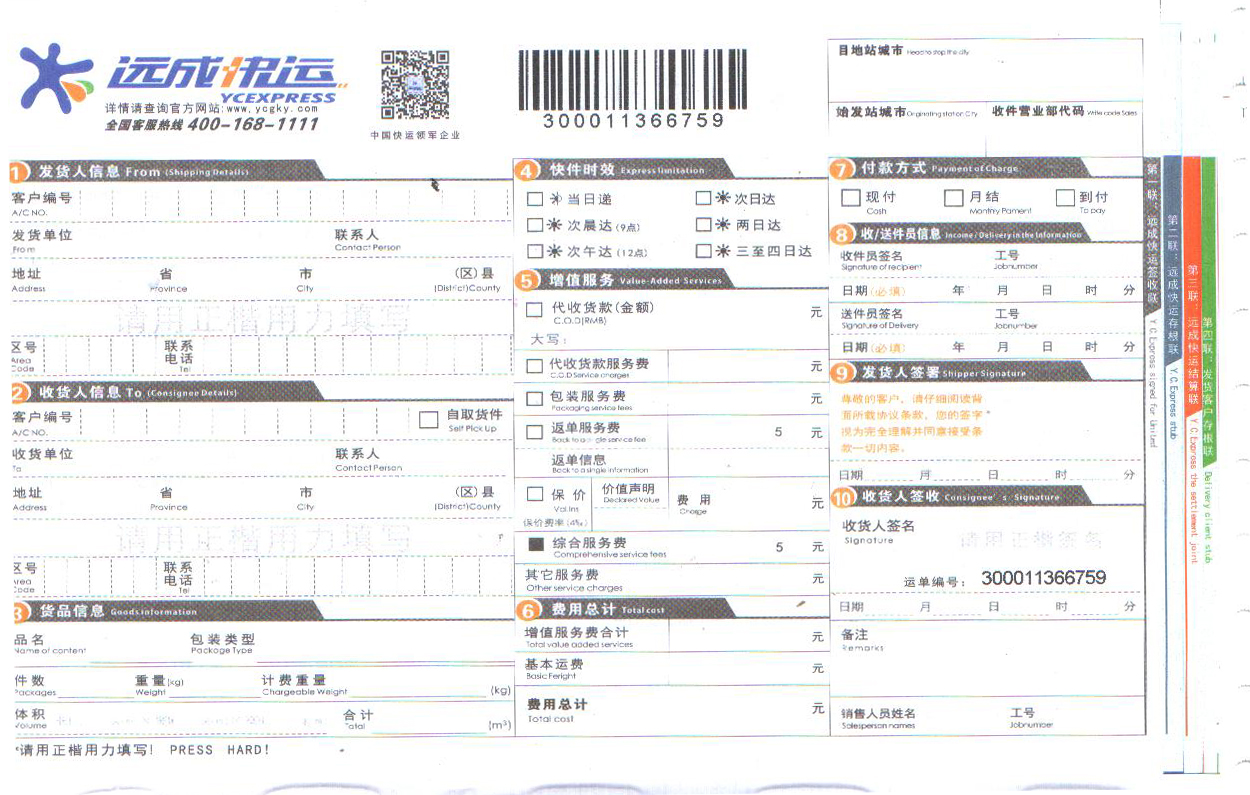 远成快运
YCEXPRESS
详情请查询官方网站:www.ycgky.com
全国客服热线 400-168-1111
中国快运领军企业
300011366759
目地站城市 Head to stop the city
始发站城市 Originating station City 收件营业部代码 Write code Sales
1 发货人信息 From (Shipping Details)
客户编号
A/C NO.
发货单位 联系人
From Contact Person
地址 省 市 (区)县
Address Province City (District)County
请用正楷用力填写
区号 联系电话
Area Code Tel
2 收货人信息 To (Consignee Details)
客户编号 自取货件
A/C NO. Self Pick Up
收货单位 联系人
To Contact Person
地址 省 市 (区)县
Address Province City (District)County
请用正楷用力填写
区号 联系电话
Area Code Tel
3 货品信息 Goods information
品名 包装类型
Name of content Package Type
件数 重量(kg) 计费重量
Packages Weight Chargeable Weight (kg)
体积 合计
Volume Total (m³)
*请用正楷用力填写! PRESS HARD!
4 快件时效 Express limitation
当日递 次日达
次晨达 (9点) 两日达
次午达 (12点) 三至四日达
5 增值服务 Value-Added Services
代收货款(金额) 元
C.O.D(RMB)
大写:
代收货款服务费 元
C.O.D Service charges
包装服务费 元
Packaging service fees
返单服务费 5 元
Back to a single service fee
返单信息
Back to a single information
保价 价值声明 费用 元
Val.Ins Declared Value Charge
保价费率(4‰)
综合服务费 5 元
Comprehensive service fees
其它服务费 元
Other service charges
6 费用总计 Total cost
增值服务费合计 元
Total value added services
基本运费 元
Basic Feright
费用总计 元
Total cost
7 付款方式 Payment of Charge
现付 月结 到付
Cash Monthly Pament To pay
8 收/送件员信息 Income / Delivery in the information
收件员签名 工号
Signature of recipient Jobnumber
日期(必填) 年 月 日 时 分
送件员签名 工号
Signature of Delivery Jobnumber
日期(必填) 年 月 日 时 分
9 发货人签署 Shipper Signature
尊敬的客户, 请仔细阅读背
面所载协议条款, 您的签字
视为完全理解并同意接受条
款一切内容。
日期 月 日 时 分
10 收货人签收 Consignee's Signature
收货人签名
Signature 请用正楷签名
运单编号: 300011366759
日期 月 日 时 分
备注
Remarks
销售人员姓名 工号
Salesperson names Jobnumber
第一联:远成快运签收联 Y.C.Express signed for United
第二联:远成快运存根联 Y.C.Express stub
第三联:远成快运结算联 Y.C.Express the settlement joint
第四联:发货客户存根联 Delivery client stub